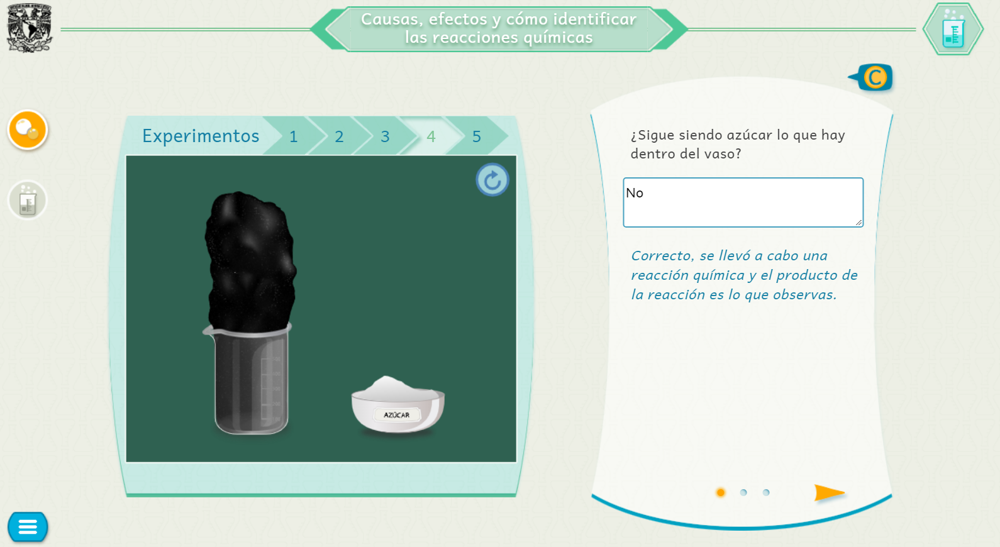 Causas, efectos y cómo identificar
las reacciones químicas
C
Experimentos 1 2 3 4 5
AZÚCAR
¿Sigue siendo azúcar lo que hay
dentro del vaso?
No
Correcto, se llevó a cabo una
reacción química y el producto de
la reacción es lo que observas.